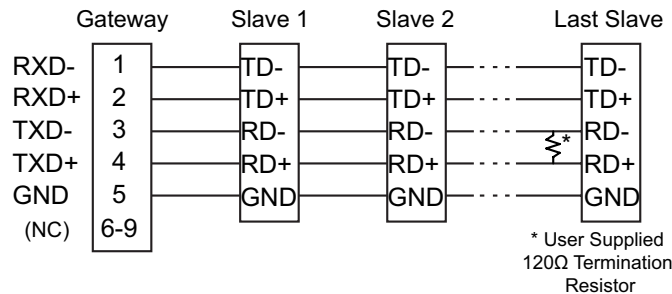 Gateway Slave 1 Slave 2 Last Slave
RXD- 1 TD- TD- TD-
RXD+ 2 TD+ TD+ TD+
TXD- 3 RD- RD- * RD-
TXD+ 4 RD+ RD+ RD+
GND 5 GND GND GND
(NC) 6-9
* User Supplied
120Ω Termination
Resistor